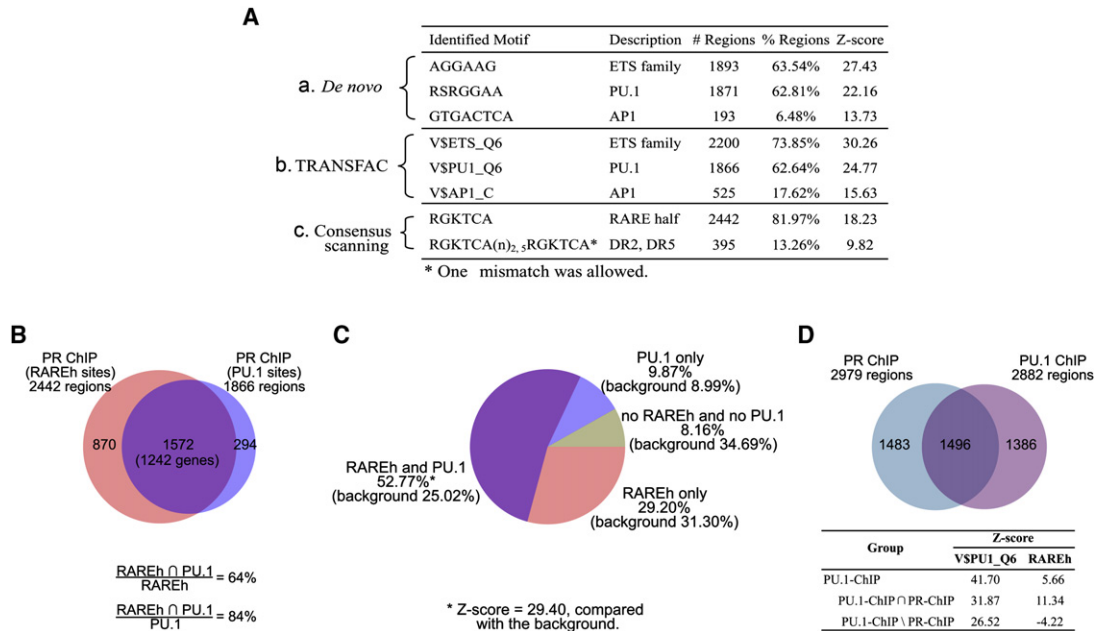 A
Identified Motif Description # Regions % Regions Z-score
a. De novo
AGGAAG ETS family 1893 63.54% 27.43
RSRGGAA PU.1 1871 62.81% 22.16
GTGACTCA AP1 193 6.48% 13.73
b. TRANSFAC
V$ETS_Q6 ETS family 2200 73.85% 30.26
V$PU1_Q6 PU.1 1866 62.64% 24.77
V$AP1_C AP1 525 17.62% 15.63
c. Consensus
scanning
RGKTCA RARE half 2442 81.97% 18.23
RGKTCA(n)2, 5RGKTCA* DR2, DR5 395 13.26% 9.82
* One mismatch was allowed.
B
PR ChIP
(RAREh sites)
2442 regions
PR ChIP
(PU.1 sites)
1866 regions
870
1572
(1242 genes)
294
RAREh ∩ PU.1
RAREh
= 64%
RAREh ∩ PU.1
PU.1
= 84%
C
PU.1 only
9.87%
(background 8.99%)
no RAREh and no PU.1
8.16%
(background 34.69%)
RAREh and PU.1
52.77%*
(background 25.02%)
RAREh only
29.20%
(background 31.30%)
* Z-score = 29.40, compared
with the background.
D
PR ChIP
2979 regions
PU.1 ChIP
2882 regions
1483
1496
1386
Group Z-score
V$PU1_Q6 RAREh
PU.1-ChIP 41.70 5.66
PU.1-ChIP ∩ PR-ChIP 31.87 11.34
PU.1-ChIP \ PR-ChIP 26.52 -4.22